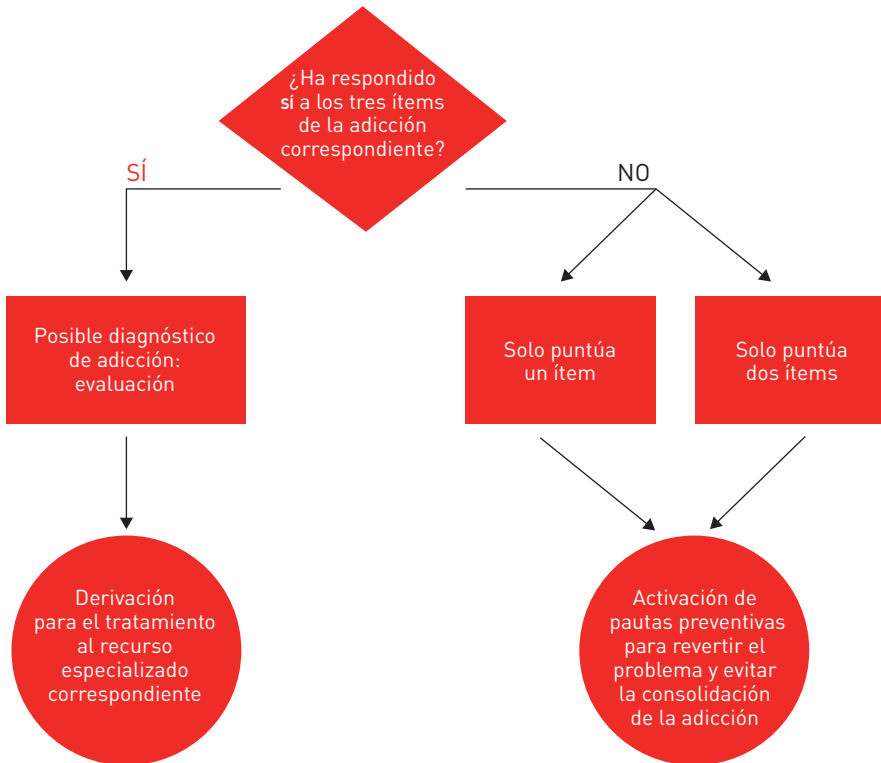 ¿Ha respondido
sí a los tres ítems
de la adicción
correspondiente?
SÍ
NO
Posible diagnóstico
de adicción:
evaluación
Solo puntúa
un ítem
Solo puntúa
dos ítems
Derivación
para el tratamiento
al recurso
especializado
correspondiente
Activación de
pautas preventivas
para revertir el
problema y evitar
la consolidación
de la adicción